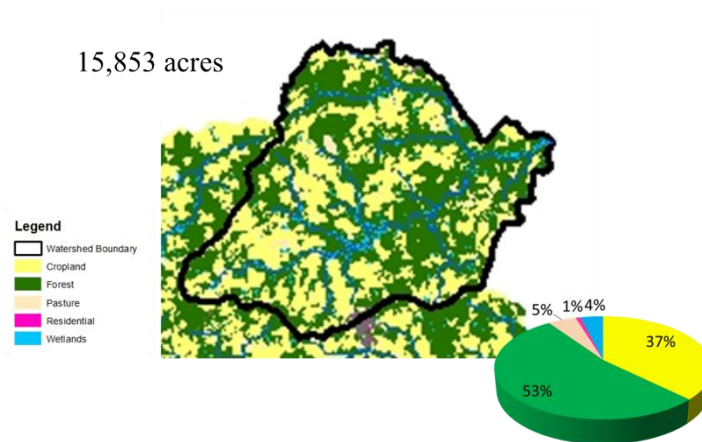 15,853 acres
Legend
Watershed Boundary
Cropland
Forest
Pasture
Residential
Wetlands
5%
1%
4%
37%
53%